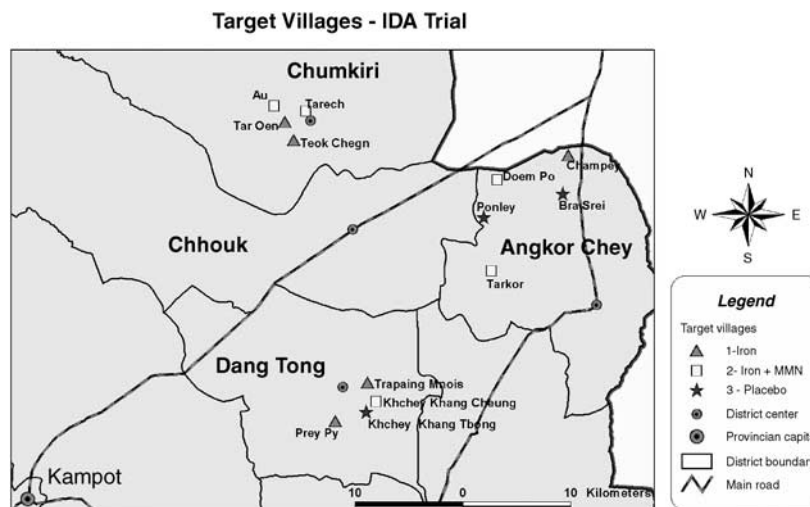 Target Villages - IDA Trial
Chumkiri
Au
Tarech
Tar Oen
Teok Chegn
Champey
Doem Po
Bra Srei
Ponley
Chhouk
Angkor Chey
Tarkor
Dang Tong
Trapaing Mnois
Khchey Khang Cheung
Khchey Khang Tbong
Prey Py
Kampot
10 0 10 Kilometers
N
W E
S
Legend
Target villages
1-Iron
2- Iron + MMN
3 - Placebo
District center
Provincian capit
District boundar
Main road